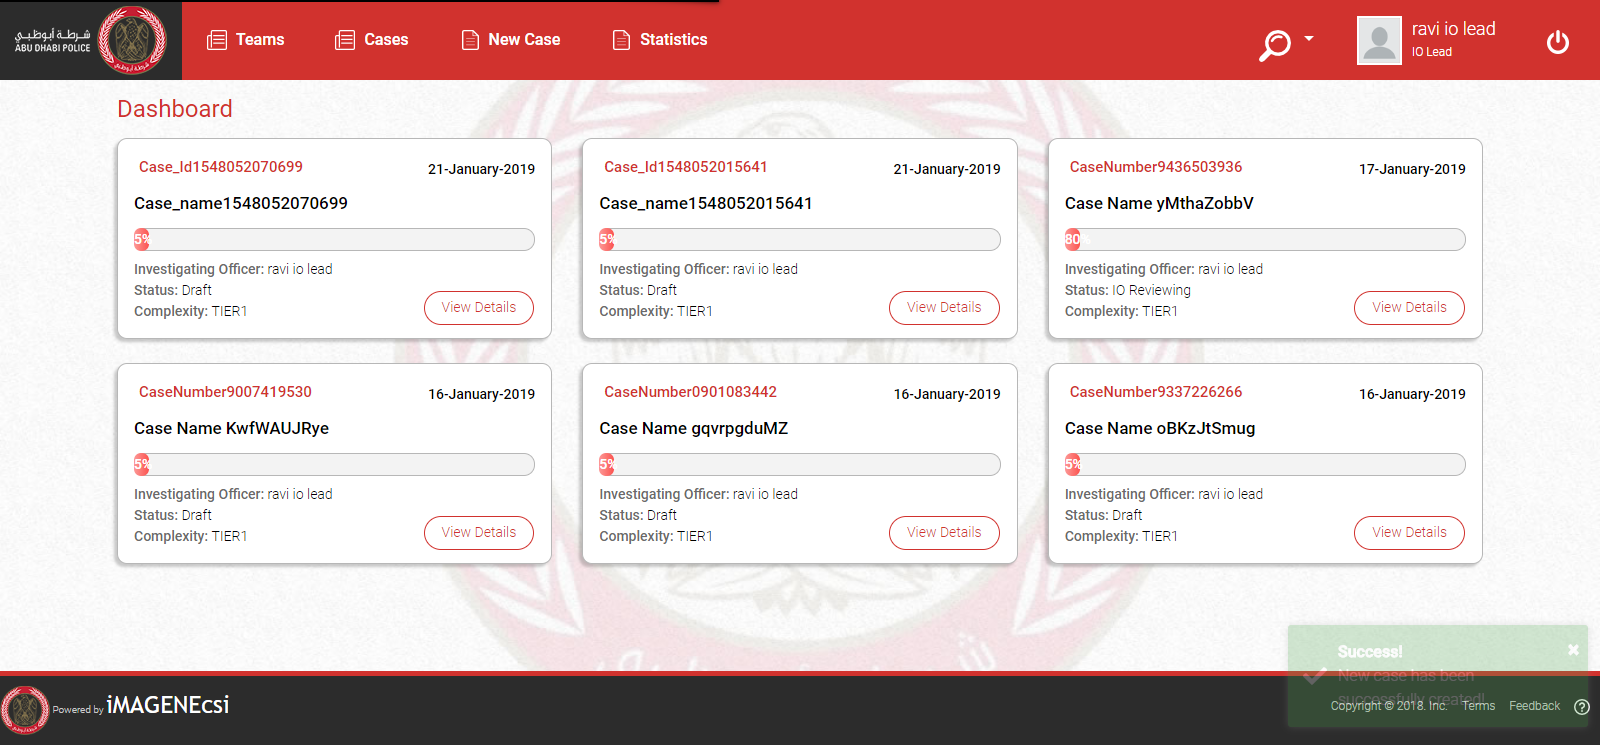 شرطة أبوظبي
ABU DHABI POLICE
Teams
Cases
New Case
Statistics
ravi io lead
IO Lead
Dashboard
Case_Id1548052070699
21-January-2019
Case_name1548052070699
5%
Investigating Officer: ravi io lead
Status: Draft
Complexity: TIER1
View Details
Case_Id1548052015641
21-January-2019
Case_name1548052015641
5%
Investigating Officer: ravi io lead
Status: Draft
Complexity: TIER1
View Details
CaseNumber9436503936
17-January-2019
Case Name yMthaZobbV
80
Investigating Officer: ravi io lead
Status: IO Reviewing
Complexity: TIER1
View Details
CaseNumber9007419530
16-January-2019
Case Name KwfWAUJRye
5%
Investigating Officer: ravi io lead
Status: Draft
Complexity: TIER1
View Details
CaseNumber0901083442
16-January-2019
Case Name gqvrpgduMZ
5%
Investigating Officer: ravi io lead
Status: Draft
Complexity: TIER1
View Details
CaseNumber9337226266
16-January-2019
Case Name oBKzJtSmug
5%
Investigating Officer: ravi io lead
Status: Draft
Complexity: TIER1
View Details
Success!
New case has been
successfully created!
Powered by iMAGENEcsi
Copyright © 2018. Inc.
Terms
Feedback